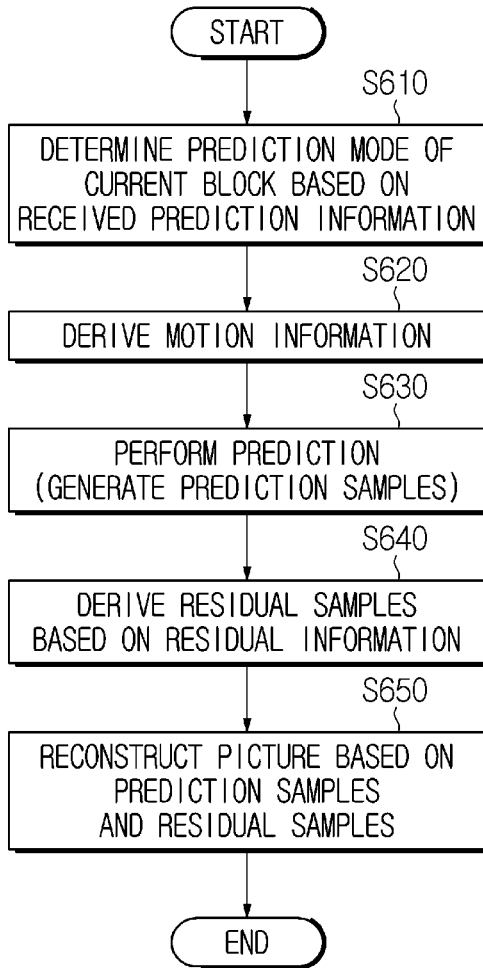 START
S610
DETERMINE PREDICTION MODE OF
CURRENT BLOCK BASED ON
RECEIVED PREDICTION INFORMATION
S620
DERIVE MOTION INFORMATION
S630
PERFORM PREDICTION
(GENERATE PREDICTION SAMPLES)
S640
DERIVE RESIDUAL SAMPLES
BASED ON RESIDUAL INFORMATION
S650
RECONSTRUCT PICTURE BASED ON
PREDICTION SAMPLES
AND RESIDUAL SAMPLES
END